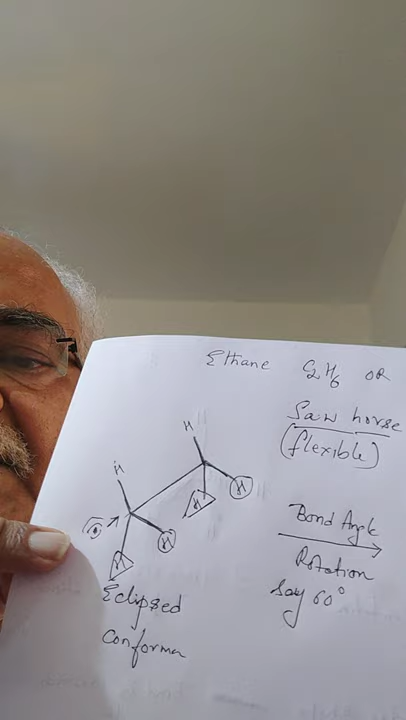 Ethane C2H6 OR
Saw horse
(flexible)
H
H
H
H
H
H
Bond Angle
Rotation
Say 60°
Eclipsed
Conforma